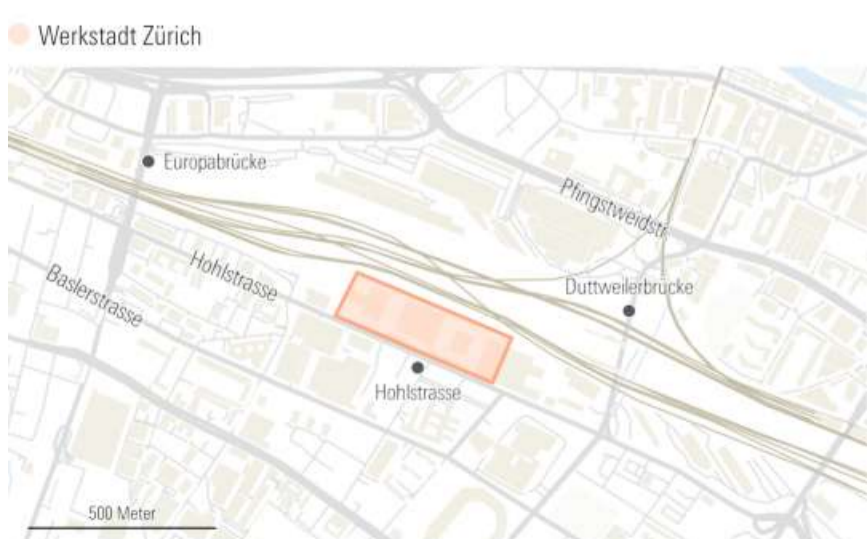 Werkstadt Zürich
Europabrücke
Pfingstweidstr.
Hohlstrasse
Baslerstrasse
Duttweilerbrücke
Hohlstrasse
500 Meter